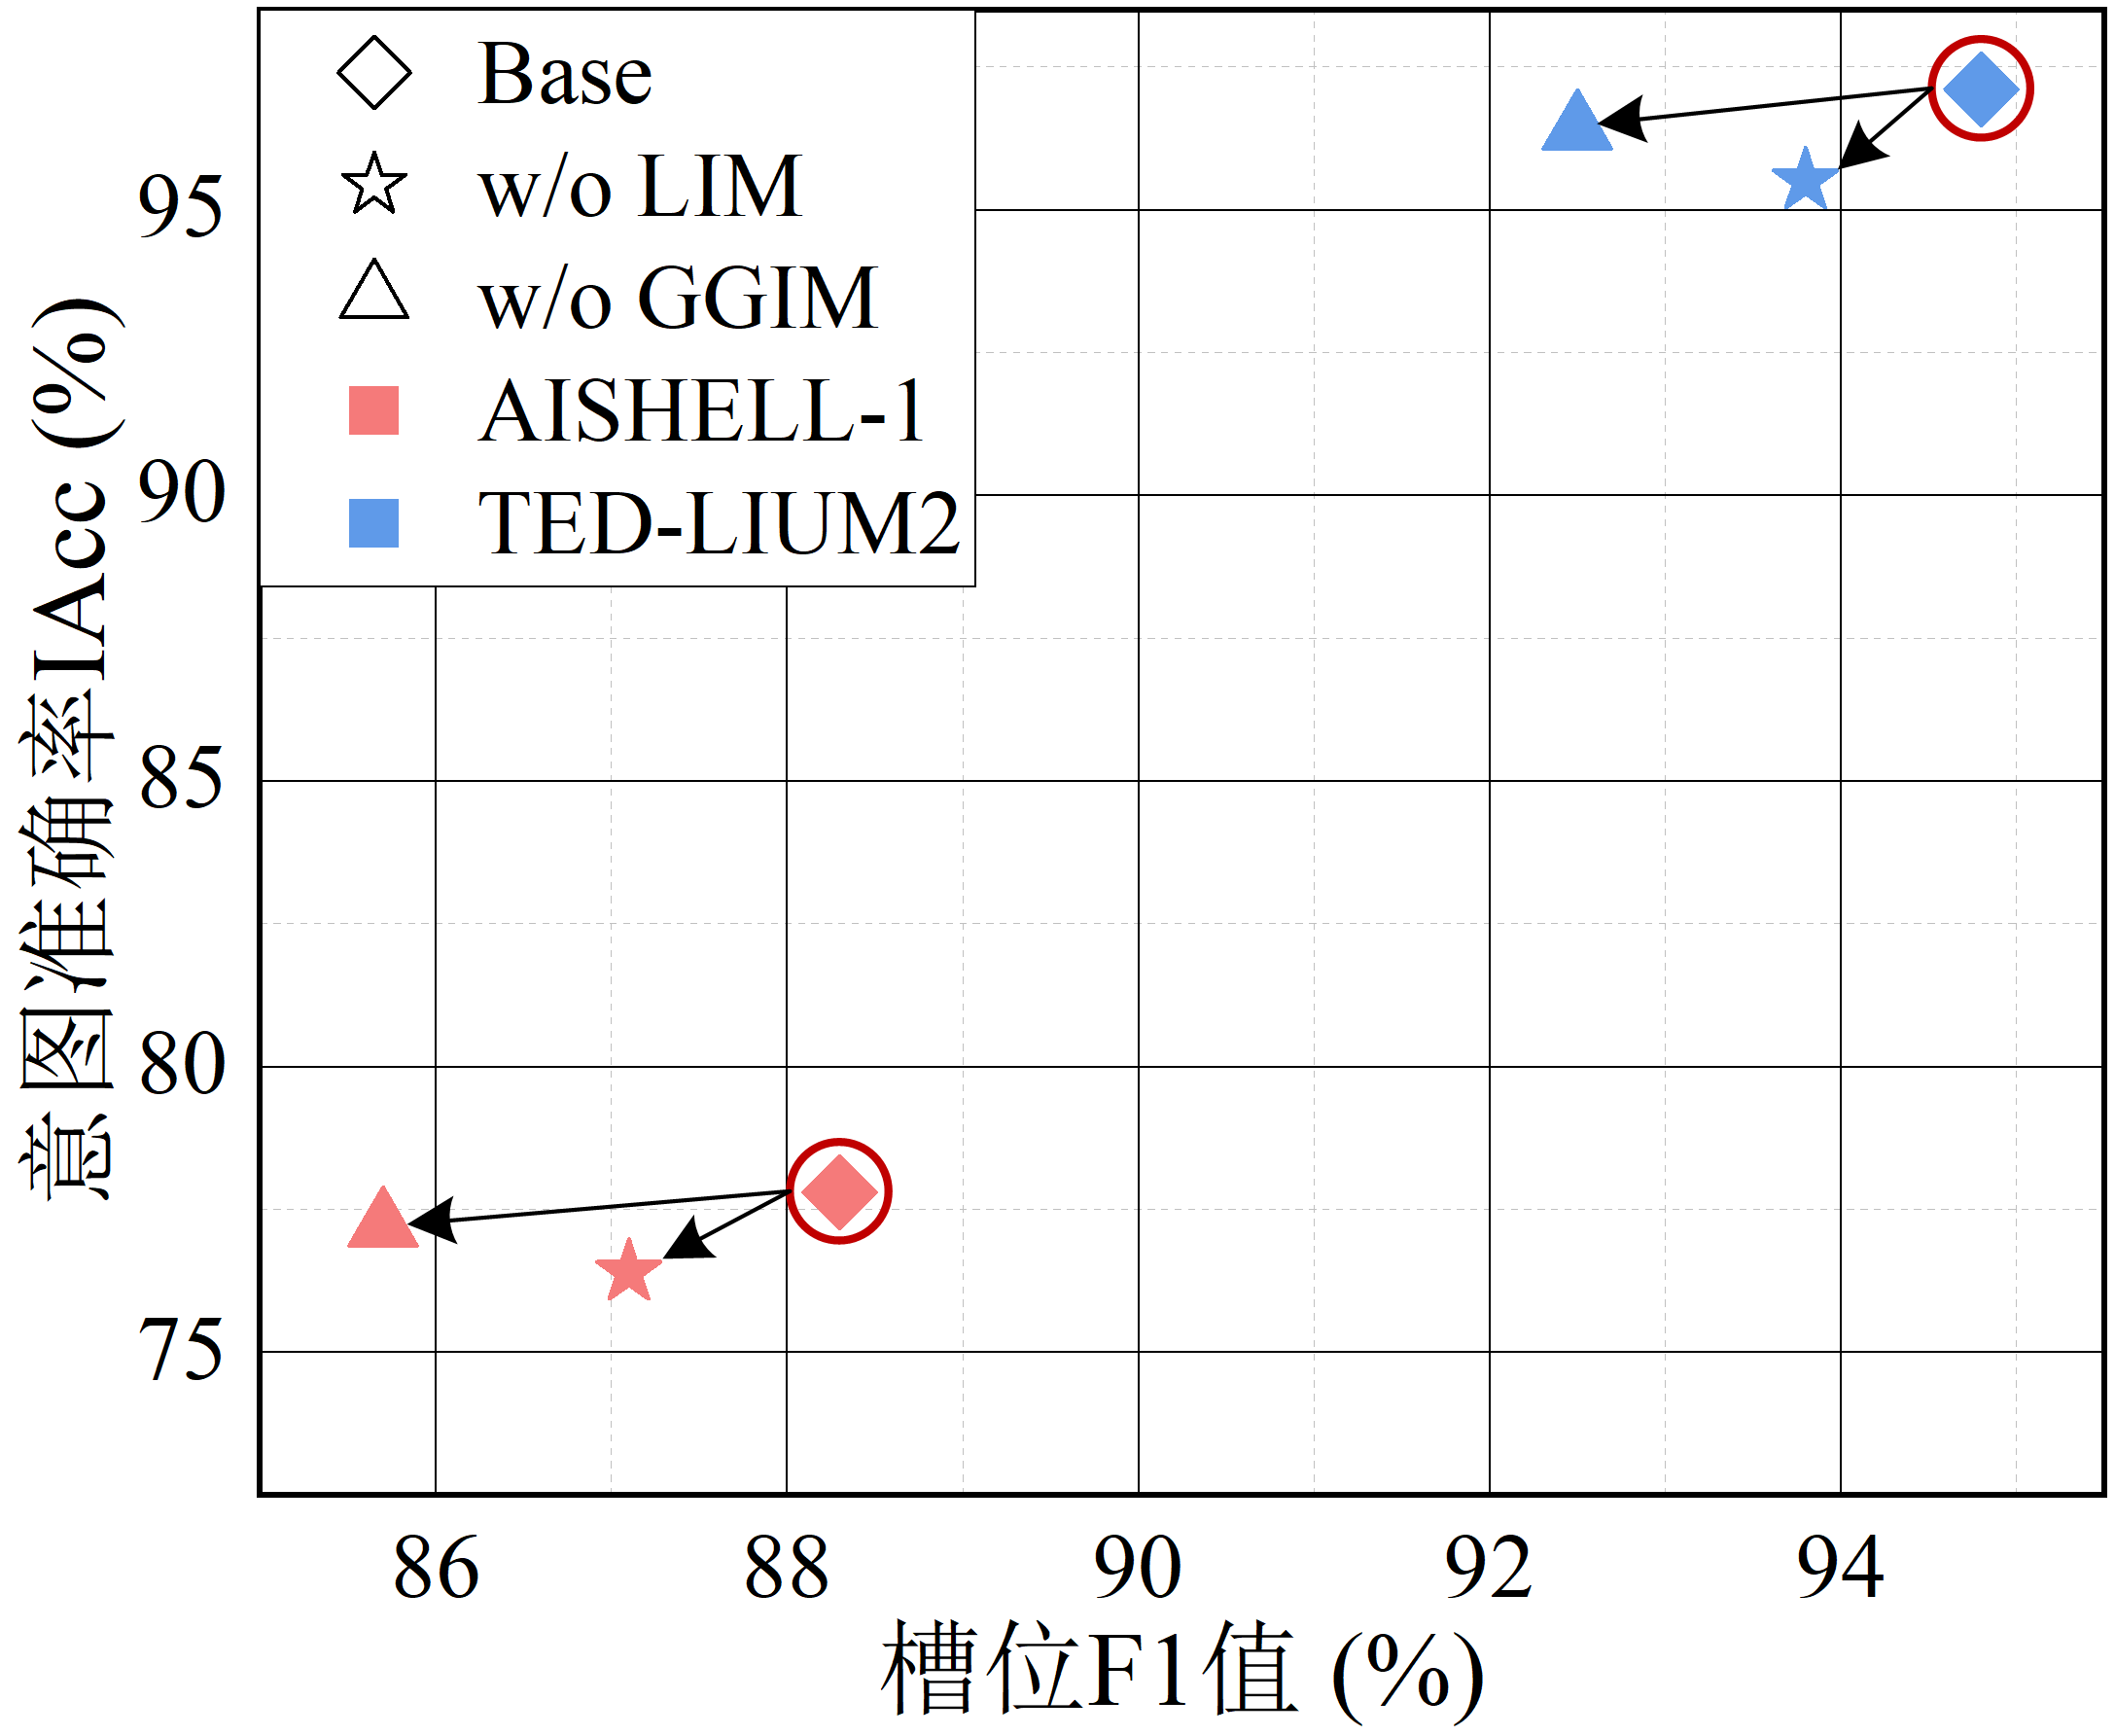 Base
w/o LIM
w/o GGIM
AISHELL-1
TED-LIUM2
意图准确率IAcc (%)
95
90
85
80
75
86 88 90 92 94
槽位F1值 (%)